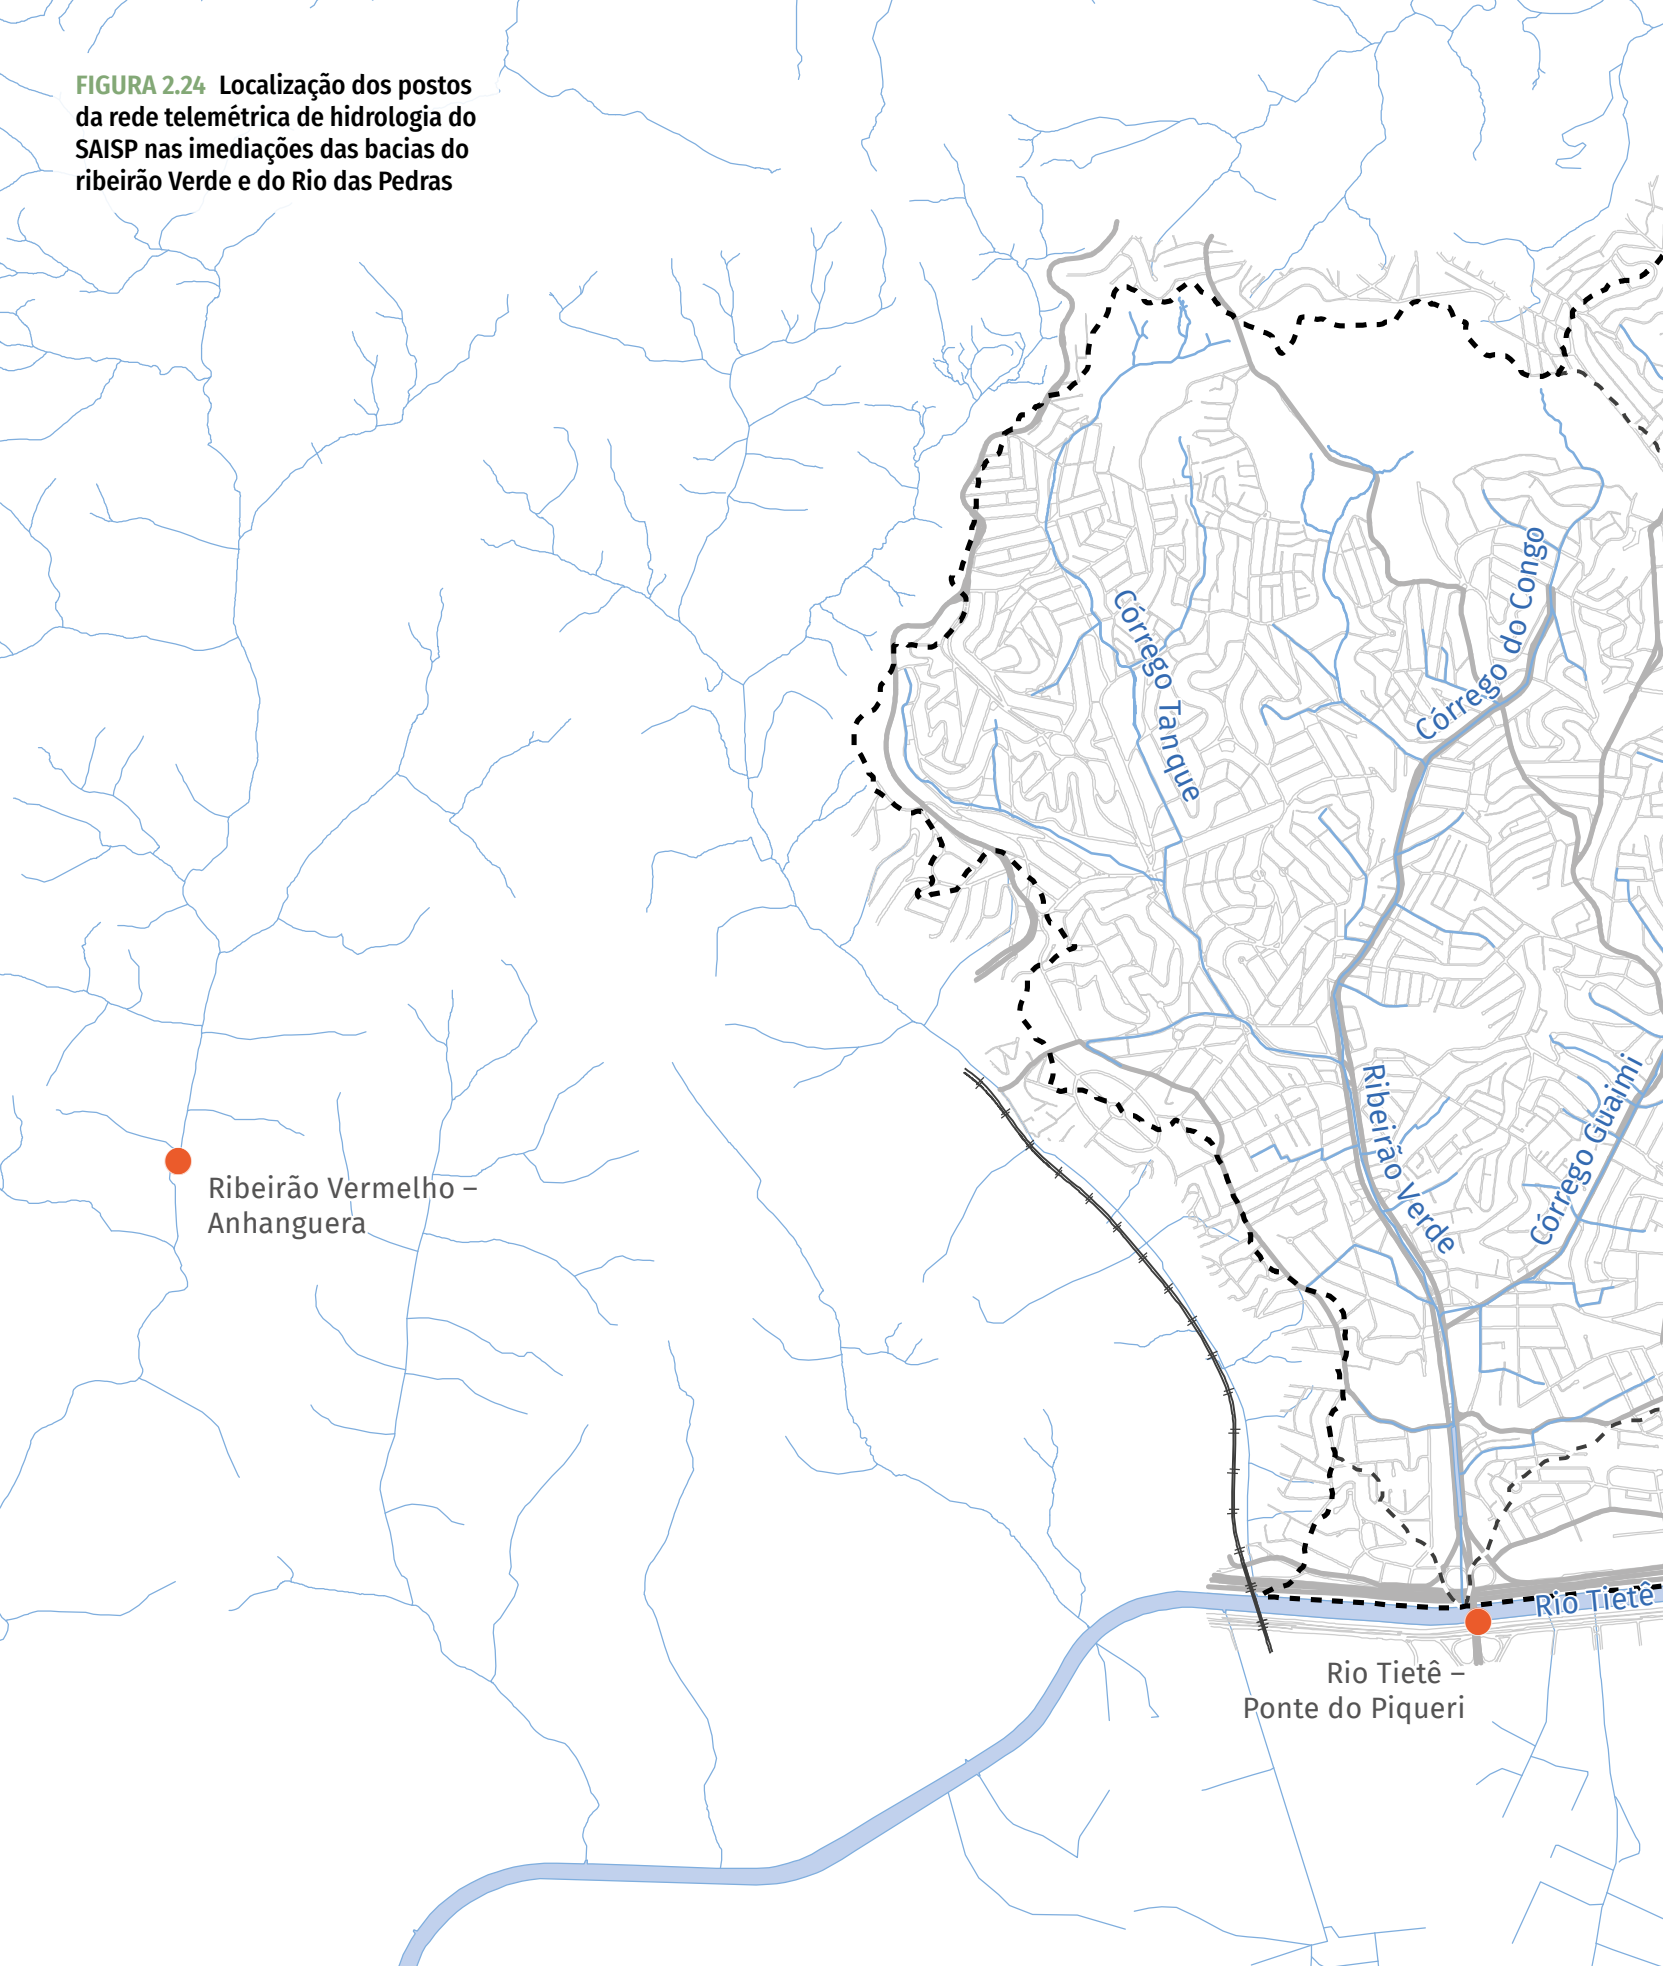 FIGURA 2.24 Localização dos postos
da rede telemétrica de hidrologia do
SAISP nas imediações das bacias do
ribeirão Verde e do Rio das Pedras
Córrego do Congo
Córrego Tanque
Ribeirão Verde
Córrego Guaimi
Ribeirão Vermelho –
Anhanguera
Rio Tietê
Rio Tietê –
Ponte do Piqueri